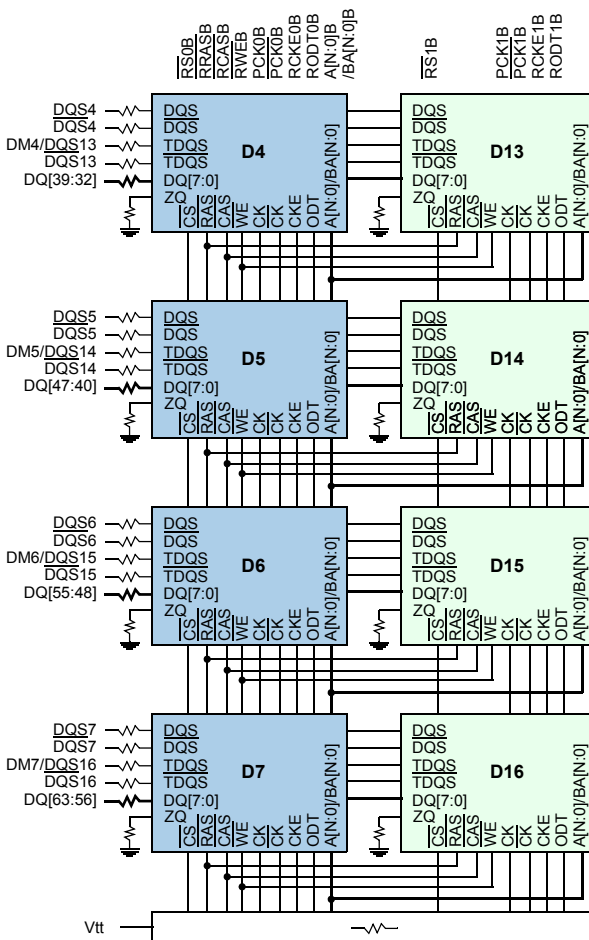 RS0B
RRASB
RCASB
RWEB
PCK0B
PCK0B
RCKE0B
RODT0B
A[N:0]B
/BA[N:0]B
RS1B
PCK1B
PCK1B
RCKE1B
RODT1B
DQS4
DQS4
DM4/DQS13
DQS13
DQ[39:32]
DQS
DQS
TDQS
TDQS
DQ[7:0]
ZQ
D4
CS
RAS
CAS
WE
CK
CK
CKE
ODT
A[N:0]/BA[N:0]
DQS
DQS
TDQS
TDQS
DQ[7:0]
ZQ
D13
CS
RAS
CAS
WE
CK
CK
CKE
ODT
A[N:0]/BA[N:0]
DQS5
DQS5
DM5/DQS14
DQS14
DQ[47:40]
DQS
DQS
TDQS
TDQS
DQ[7:0]
ZQ
D5
CS
RAS
CAS
WE
CK
CK
CKE
ODT
A[N:0]/BA[N:0]
DQS
DQS
TDQS
TDQS
DQ[7:0]
ZQ
D14
CS
RAS
CAS
WE
CK
CK
CKE
ODT
A[N:0]/BA[N:0]
DQS6
DQS6
DM6/DQS15
DQS15
DQ[55:48]
DQS
DQS
TDQS
TDQS
DQ[7:0]
ZQ
D6
CS
RAS
CAS
WE
CK
CK
CKE
ODT
A[N:0]/BA[N:0]
DQS
DQS
TDQS
TDQS
DQ[7:0]
ZQ
D15
CS
RAS
CAS
WE
CK
CK
CKE
ODT
A[N:0]/BA[N:0]
DQS7
DQS7
DM7/DQS16
DQS16
DQ[63:56]
DQS
DQS
TDQS
TDQS
DQ[7:0]
ZQ
D7
CS
RAS
CAS
WE
CK
CK
CKE
ODT
A[N:0]/BA[N:0]
DQS
DQS
TDQS
TDQS
DQ[7:0]
ZQ
D16
CS
RAS
CAS
WE
CK
CK
CKE
ODT
A[N:0]/BA[N:0]
Vtt